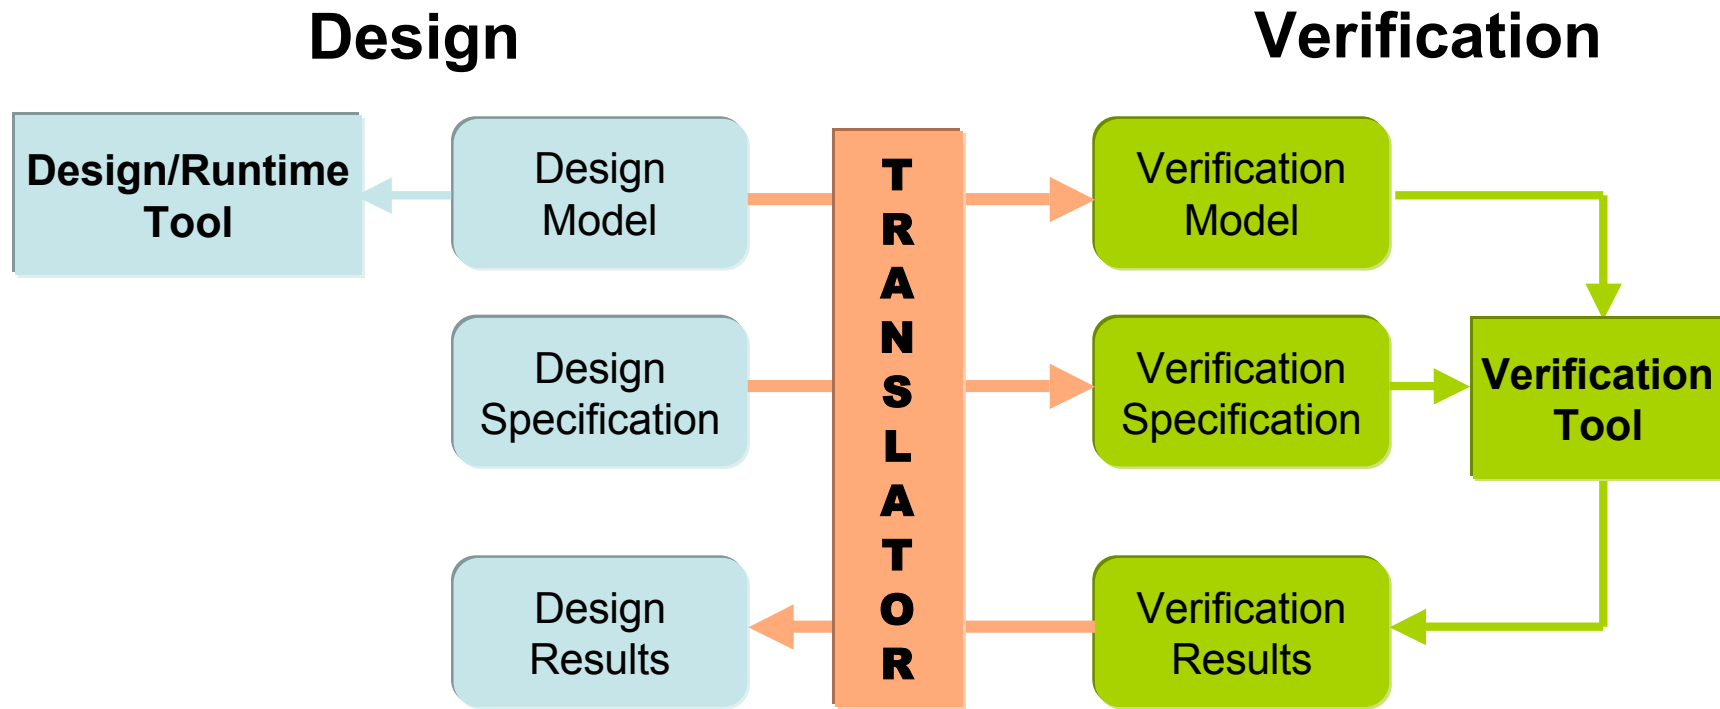 Design
Verification
Design/Runtime
Tool
Design
Model
Design
Specification
Design
Results
T
R
A
N
S
L
A
T
O
R
Verification
Model
Verification
Specification
Verification
Results
Verification
Tool